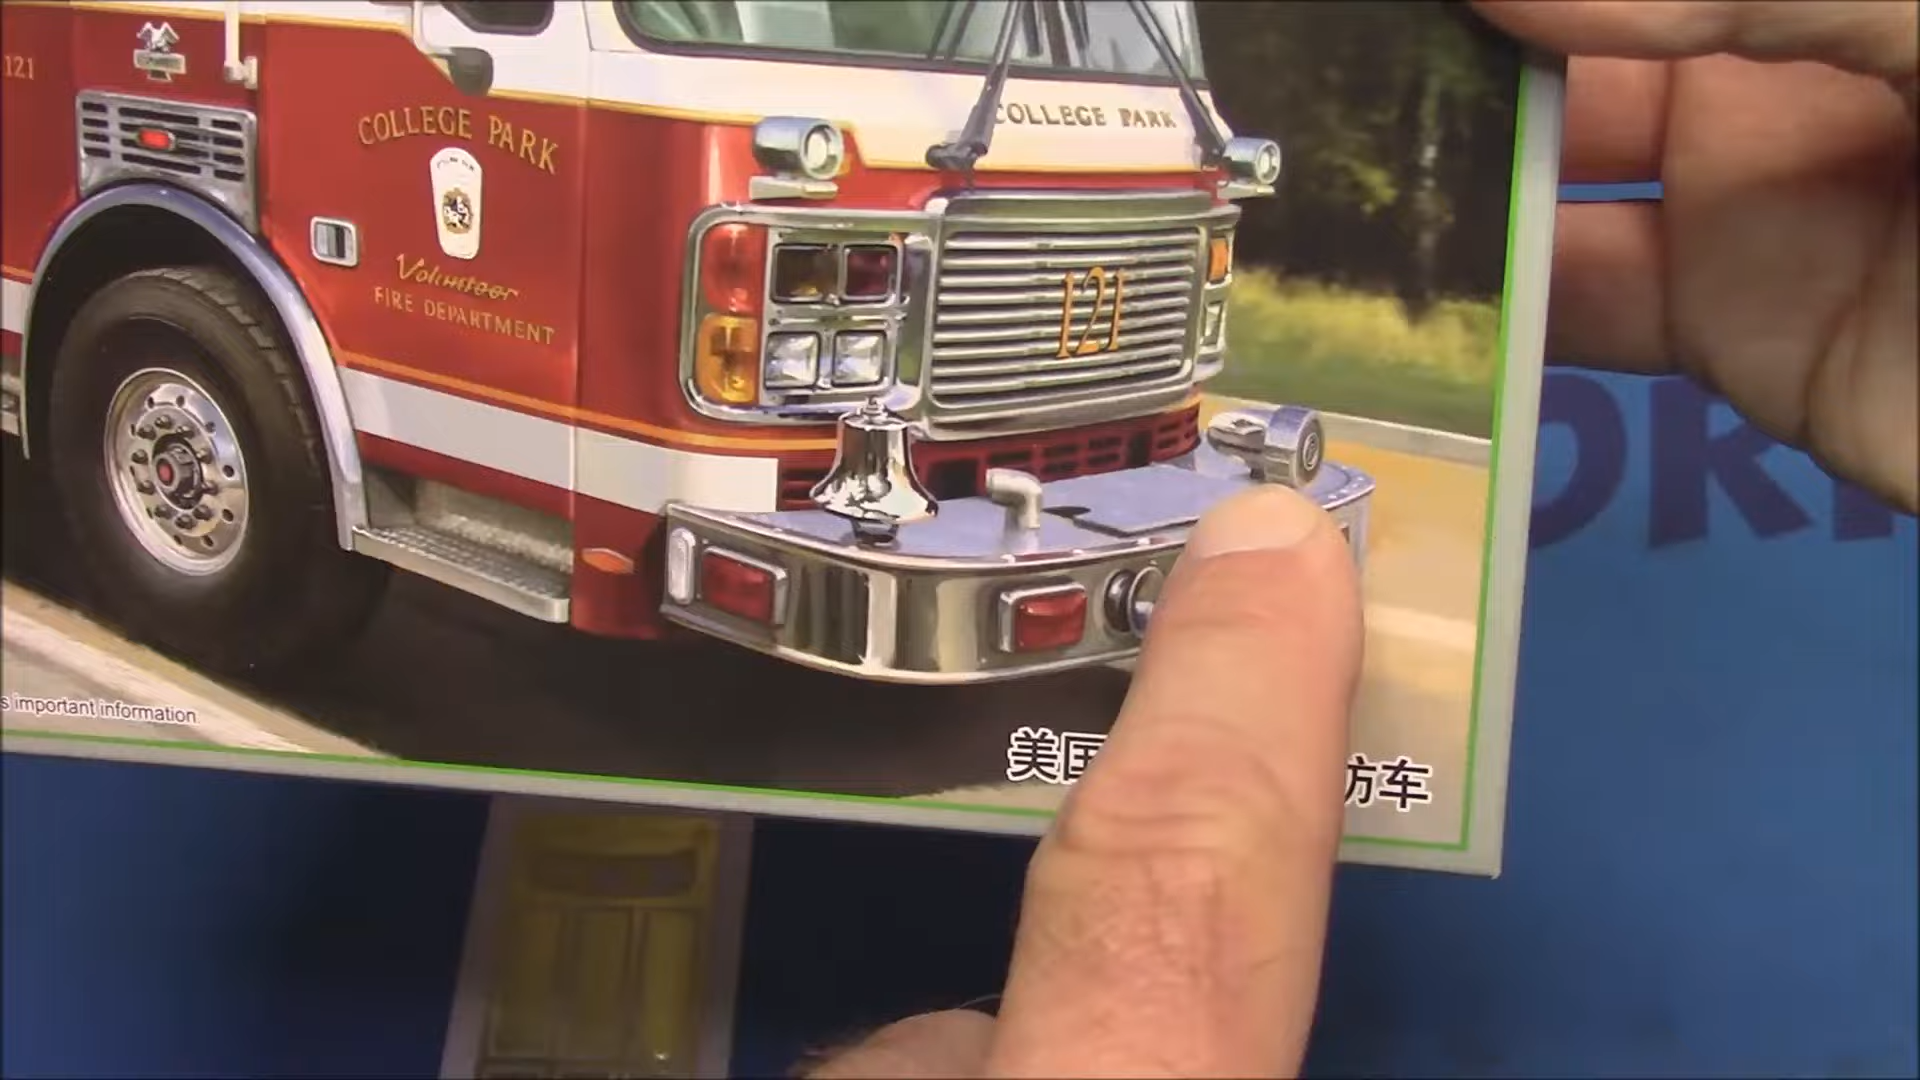 121
COLLEGE PARK
COLLEGE PARK
Volunteer
FIRE DEPARTMENT
121
s important information
美国
防车